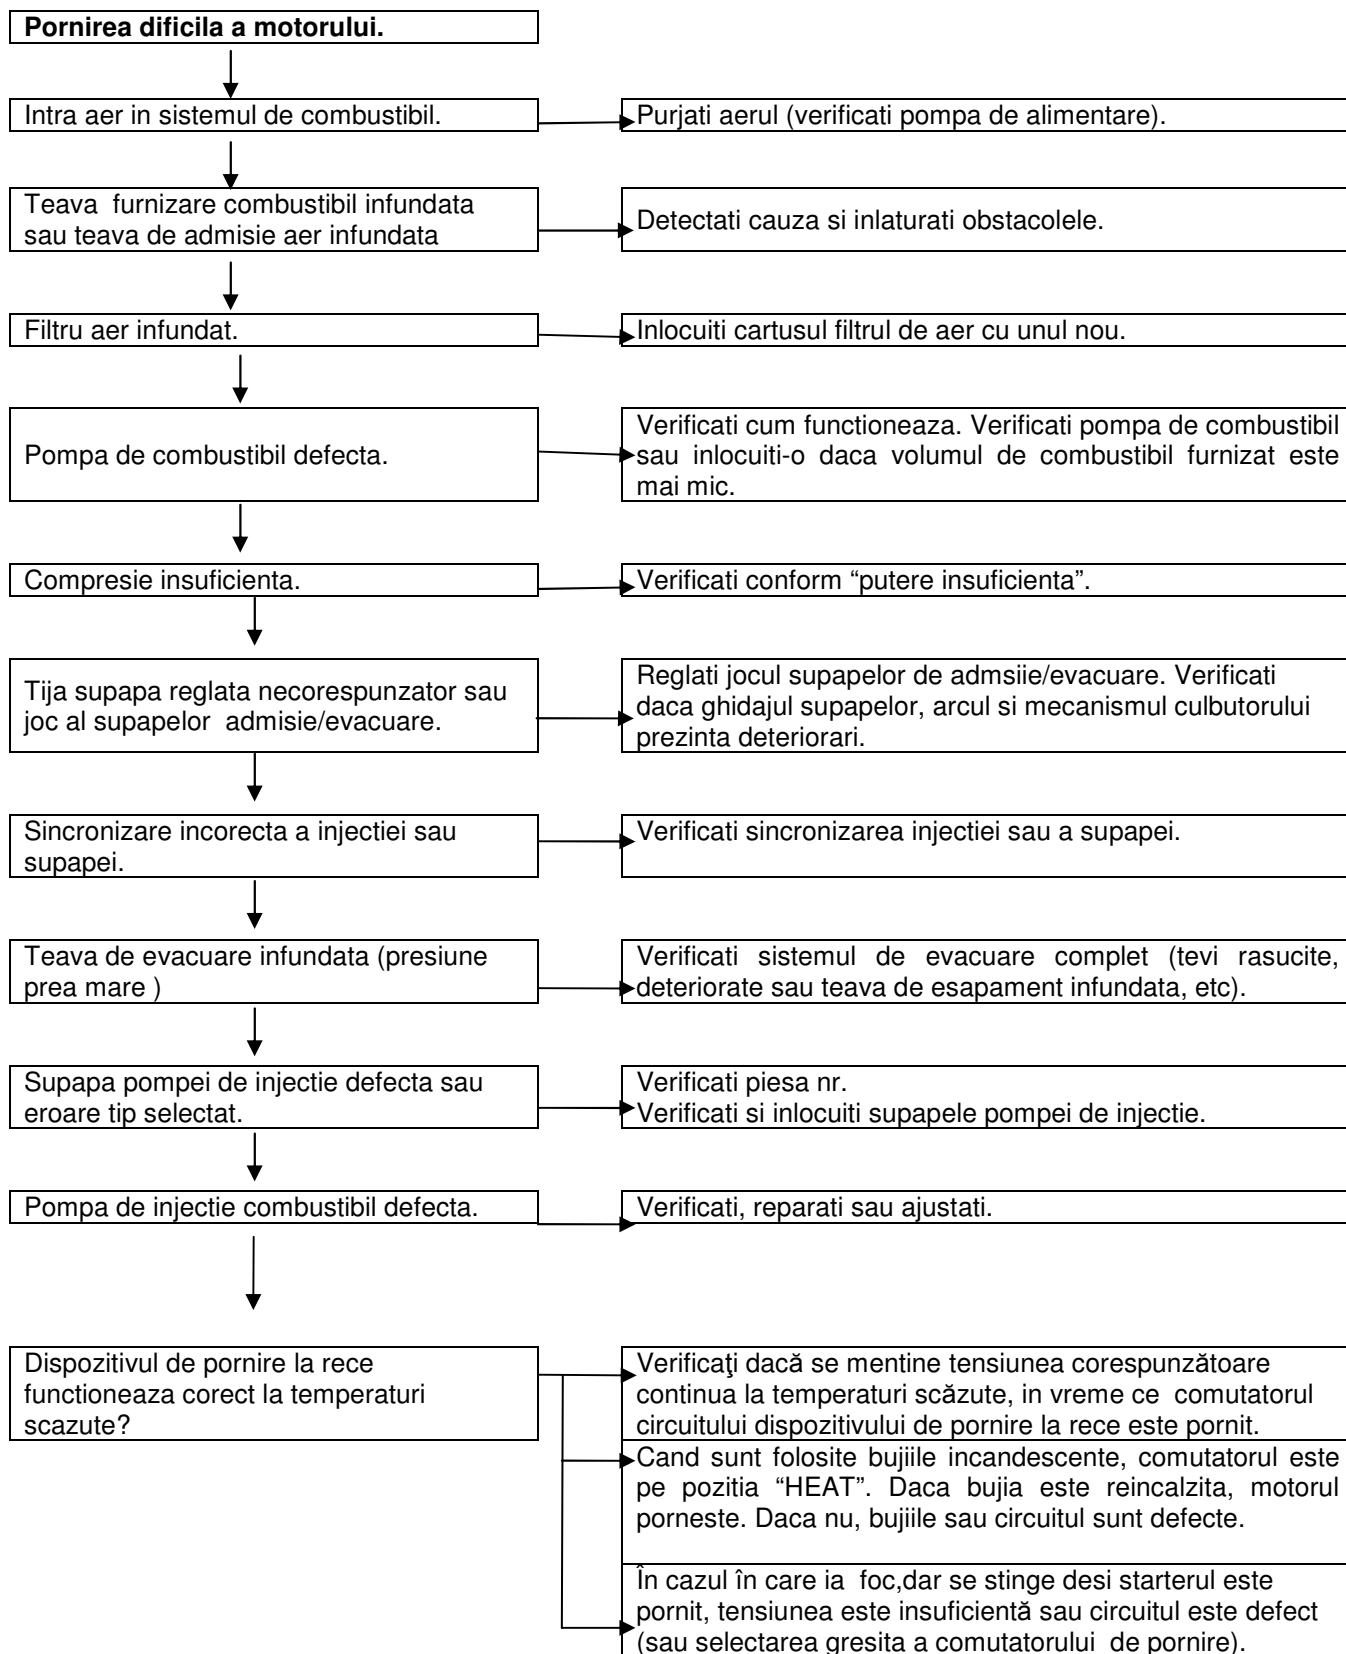 Pornirea dificila a motorului.
Intra aer in sistemul de combustibil.
Purjati aerul (verificati pompa de alimentare).
Teava furnizare combustibil infundata
sau teava de admisie aer infundata
Detectati cauza si inlaturati obstacolele.
Filtru aer infundat.
Inlocuiti cartusul filtrul de aer cu unul nou.
Pompa de combustibil defecta.
Verificati cum functioneaza. Verificati pompa de combustibil
sau inlocuiti-o daca volumul de combustibil furnizat este
mai mic.
Compresie insuficienta.
Verificati conform “putere insuficienta”.
Tija supapa reglata necorespunzator sau
joc al supapelor admisie/evacuare.
Reglati jocul supapelor de admsiie/evacuare. Verificati
daca ghidajul supapelor, arcul si mecanismul culbutorului
prezinta deteriorari.
Sincronizare incorecta a injectiei sau
supapei.
Verificati sincronizarea injectiei sau a supapei.
Teava de evacuare infundata (presiune
prea mare )
Verificati sistemul de evacuare complet (tevi rasucite,
deteriorate sau teava de esapament infundata, etc).
Supapa pompei de injectie defecta sau
eroare tip selectat.
Verificati piesa nr.
Verificati si inlocuiti supapele pompei de injectie.
Pompa de injectie combustibil defecta.
Verificati, reparati sau ajustati.
Dispozitivul de pornire la rece
functioneaza corect la temperaturi
scazute?
Verificaţi dacă se mentine tensiunea corespunzătoare
continua la temperaturi scăzute, in vreme ce comutatorul
circuitului dispozitivului de pornire la rece este pornit.
Cand sunt folosite bujiile incandescente, comutatorul este
pe pozitia “HEAT”. Daca bujia este reincalzita, motorul
porneste. Daca nu, bujiile sau circuitul sunt defecte.
În cazul în care ia foc,dar se stinge desi starterul este
pornit, tensiunea este insuficientă sau circuitul este defect
(sau selectarea gresita a comutatorului de pornire).